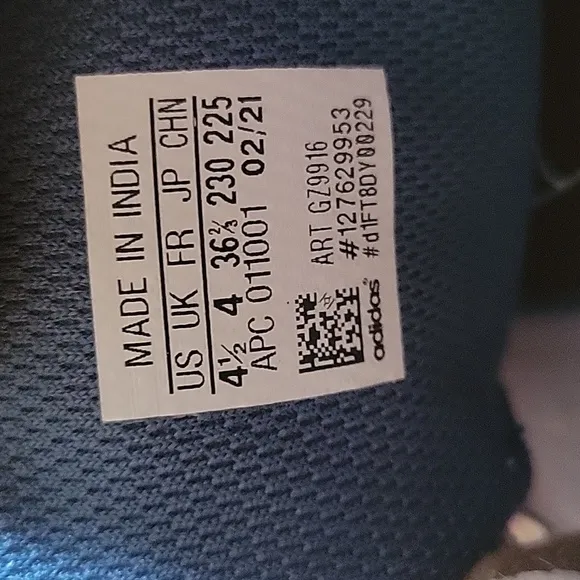 MADE IN INDIA
US UK FR JP CHN
4½ 4 36⅔ 230 225
APC 011001 02/21
ART GZ9916
#127629953
#d1FT8DY00229
adidas